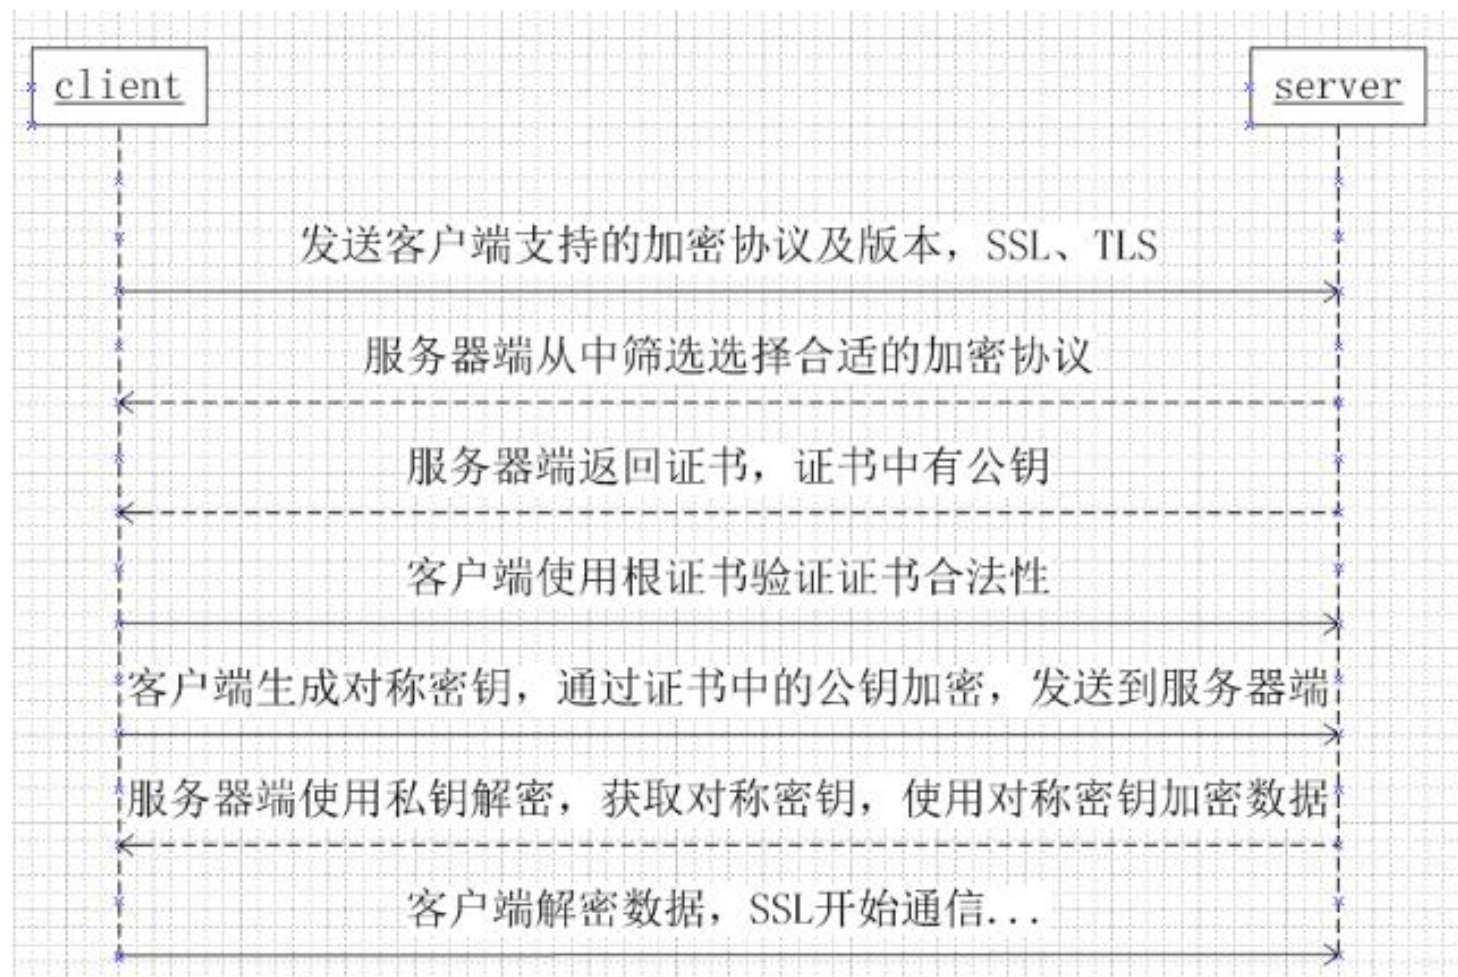 client
server
发送客户端支持的加密协议及版本，SSL、TLS
服务器端从中筛选选择合适的加密协议
服务器端返回证书，证书中有公钥
客户端使用根证书验证证书合法性
客户端生成对称密钥，通过证书中的公钥加密，发送到服务器端
服务器端使用私钥解密，获取对称密钥，使用对称密钥加密数据
客户端解密数据，SSL开始通信...